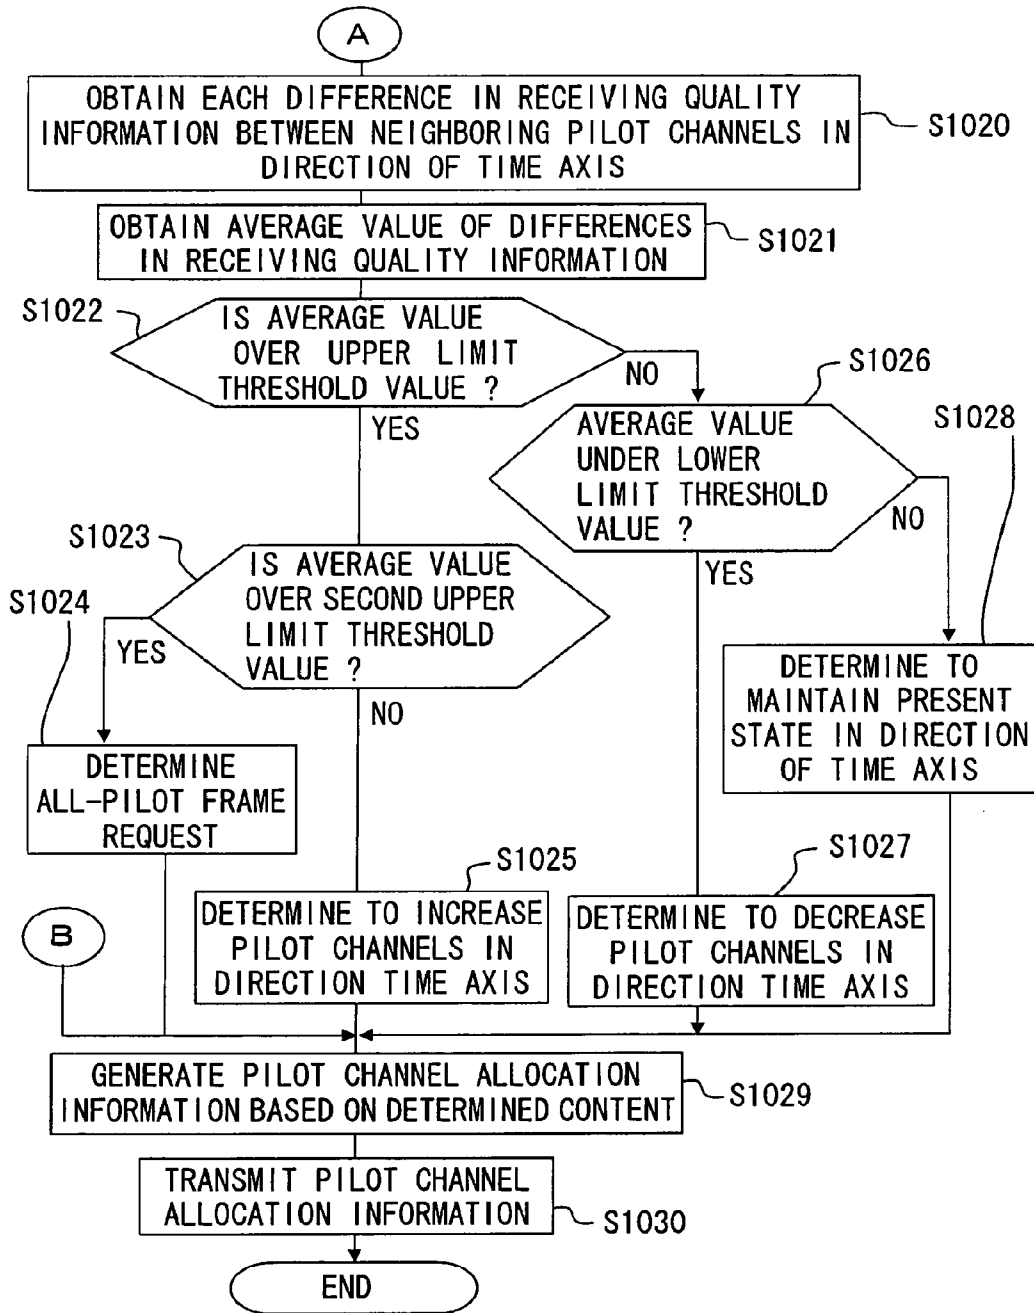 A
OBTAIN EACH DIFFERENCE IN RECEIVING QUALITY
INFORMATION BETWEEN NEIGHBORING PILOT CHANNELS IN
DIRECTION OF TIME AXIS
S1020
OBTAIN AVERAGE VALUE OF DIFFERENCES
IN RECEIVING QUALITY INFORMATION
S1021
S1022
IS AVERAGE VALUE
OVER UPPER LIMIT
THRESHOLD VALUE ?
NO
YES
S1026
AVERAGE VALUE
UNDER LOWER
LIMIT THRESHOLD
VALUE ?
NO
YES
S1028
S1023
IS AVERAGE VALUE
OVER SECOND UPPER
LIMIT THRESHOLD
VALUE ?
YES
NO
S1024
DETERMINE
ALL-PILOT FRAME
REQUEST
DETERMINE TO
MAINTAIN PRESENT
STATE IN DIRECTION
OF TIME AXIS
S1025
DETERMINE TO INCREASE
PILOT CHANNELS IN
DIRECTION TIME AXIS
S1027
DETERMINE TO DECREASE
PILOT CHANNELS IN
DIRECTION TIME AXIS
B
GENERATE PILOT CHANNEL ALLOCATION
INFORMATION BASED ON DETERMINED CONTENT
S1029
TRANSMIT PILOT CHANNEL
ALLOCATION INFORMATION
S1030
END